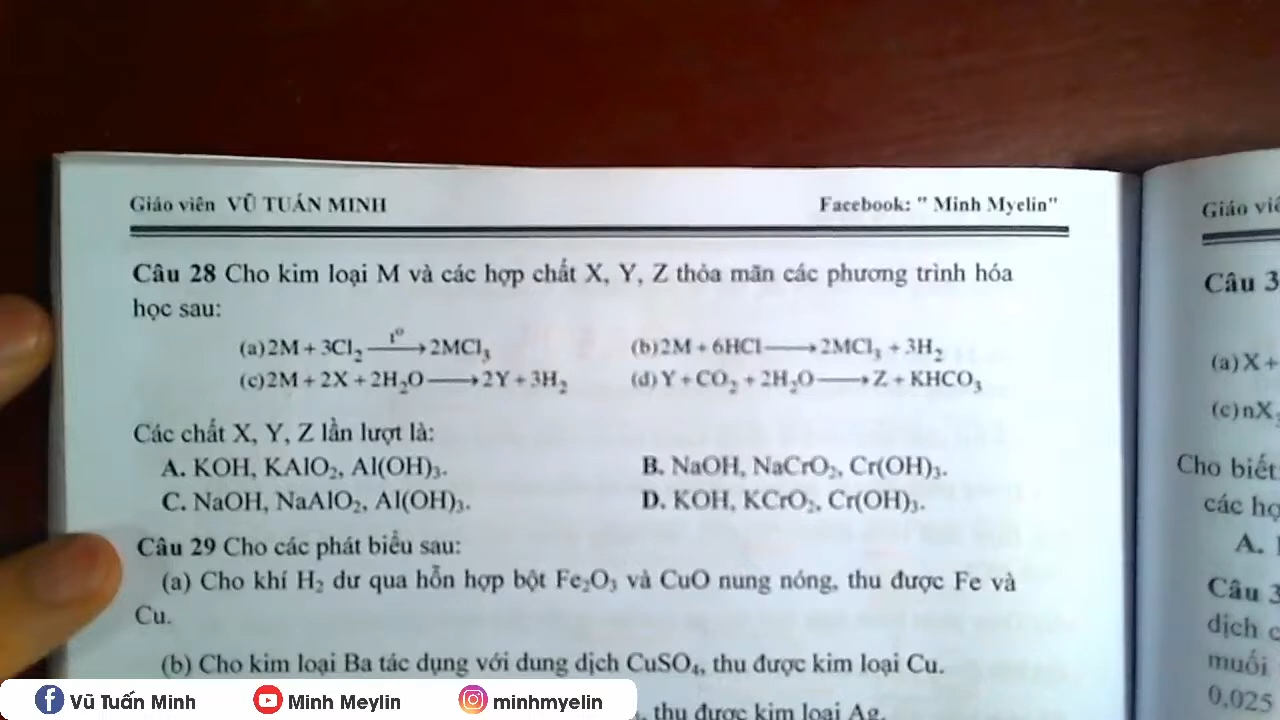 Giáo viên VŨ TUẤN MINH
Facebook: " Minh Myelin"
Câu 28 Cho kim loại M và các hợp chất X, Y, Z thỏa mãn các phương trình hóa
học sau:
(a)2M + 3Cl₂ —t°→ 2MCl₃
(b)2M + 6HCl ⟶ 2MCl₃ + 3H₂
(c)2M + 2X + 2H₂O ⟶ 2Y + 3H₂
(d)Y + CO₂ + 2H₂O ⟶ Z + KHCO₃
Các chất X, Y, Z lần lượt là:
A. KOH, KAlO₂, Al(OH)₃.
B. NaOH, NaCrO₂, Cr(OH)₃.
C. NaOH, NaAlO₂, Al(OH)₃.
D. KOH, KCrO₂, Cr(OH)₃.
Câu 29 Cho các phát biểu sau:
(a) Cho khí H₂ dư qua hỗn hợp bột Fe₂O₃ và CuO nung nóng, thu được Fe và
Cu.
(b) Cho kim loại Ba tác dụng với dung dịch CuSO₄, thu được kim loại Cu.
, thu được kim loại Ag.
Giáo
Câu 3
(a) X +
(c) nX
Cho biết
các
A.
Câu 3
dịch
muối
0,025
Vũ Tuấn Minh
Minh Meylin
minhmyelin